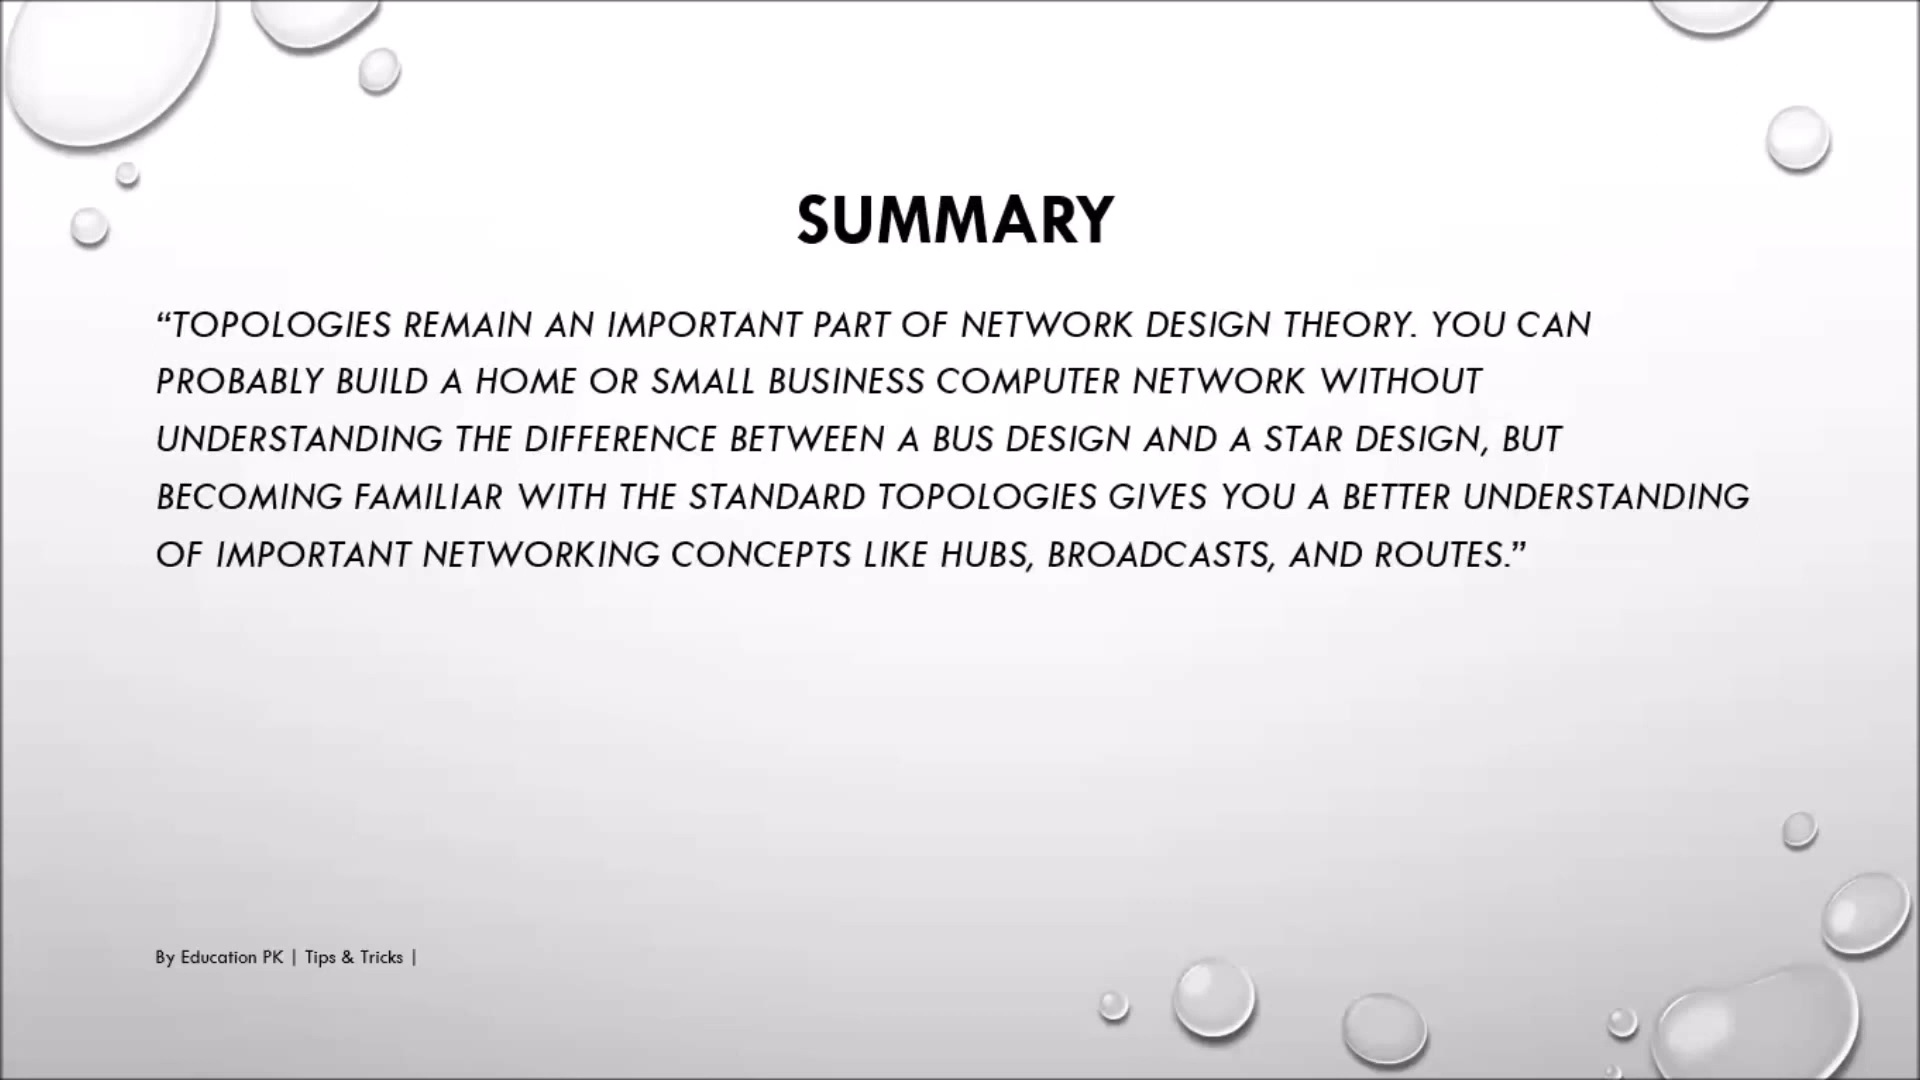 SUMMARY
“TOPOLOGIES REMAIN AN IMPORTANT PART OF NETWORK DESIGN THEORY. YOU CAN
PROBABLY BUILD A HOME OR SMALL BUSINESS COMPUTER NETWORK WITHOUT
UNDERSTANDING THE DIFFERENCE BETWEEN A BUS DESIGN AND A STAR DESIGN, BUT
BECOMING FAMILIAR WITH THE STANDARD TOPOLOGIES GIVES YOU A BETTER UNDERSTANDING
OF IMPORTANT NETWORKING CONCEPTS LIKE HUBS, BROADCASTS, AND ROUTES.”
By Education PK | Tips & Tricks |